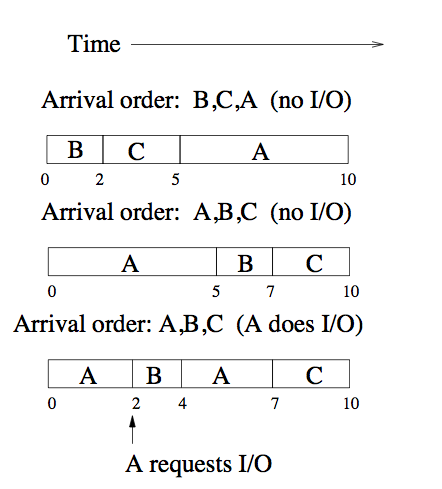 Time
Arrival order: B,C,A (no I/O)
B C A
0 2 5 10
Arrival order: A,B,C (no I/O)
A B C
0 5 7 10
Arrival order: A,B,C (A does I/O)
A B A C
0 2 4 7 10
A requests I/O